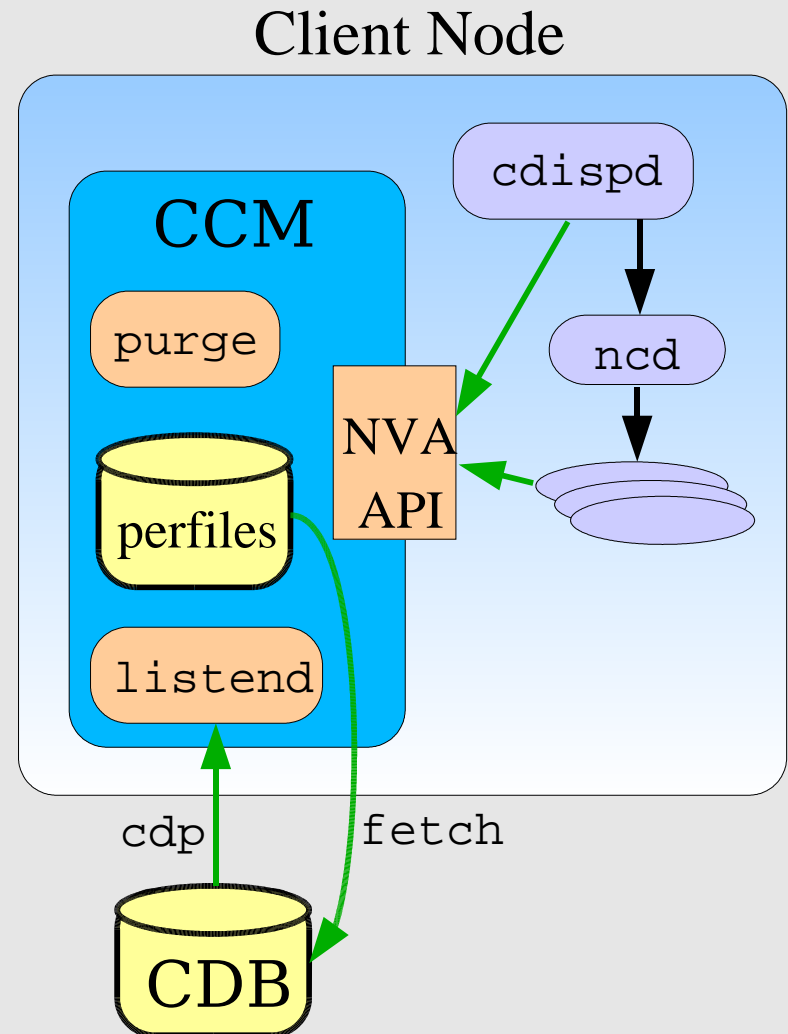 Client Node
cdispd
CCM
purge
ncd
NVA
API
perfiles
listend
cdp
fetch
CDB